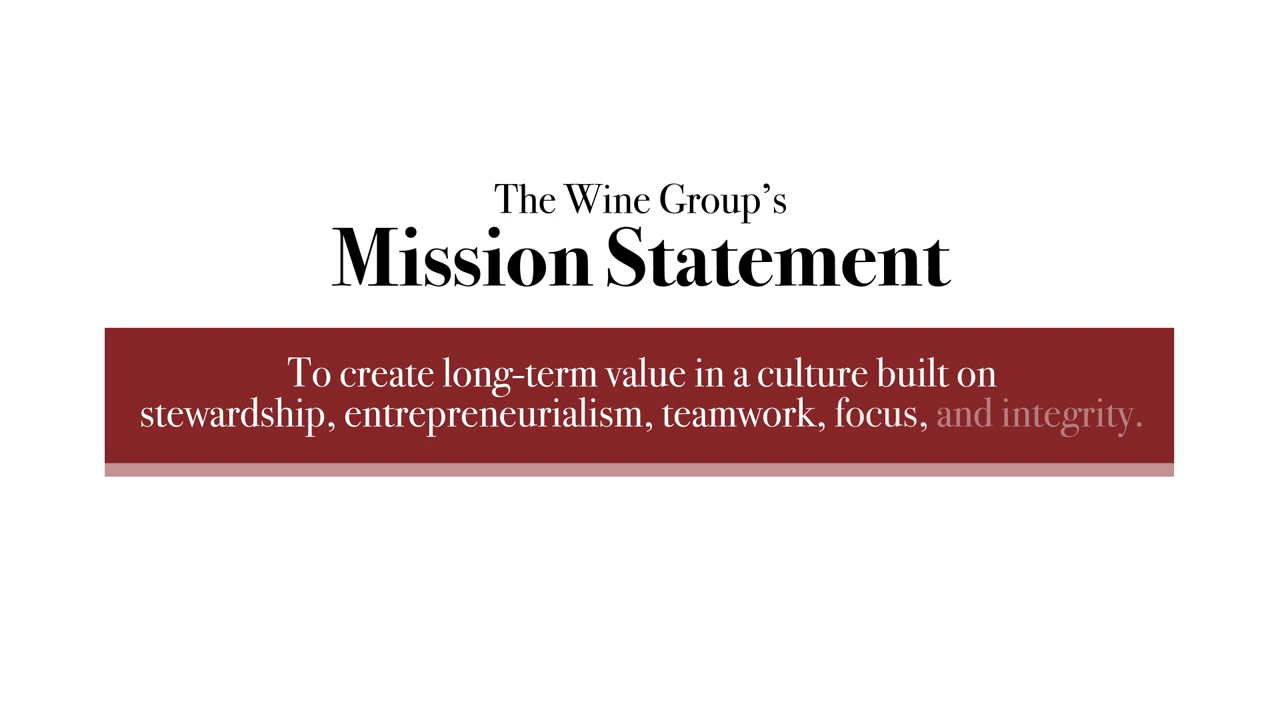 The Wine Group’s
Mission Statement
To create long-term value in a culture built on
stewardship, entrepreneurialism, teamwork, focus, and integrity.